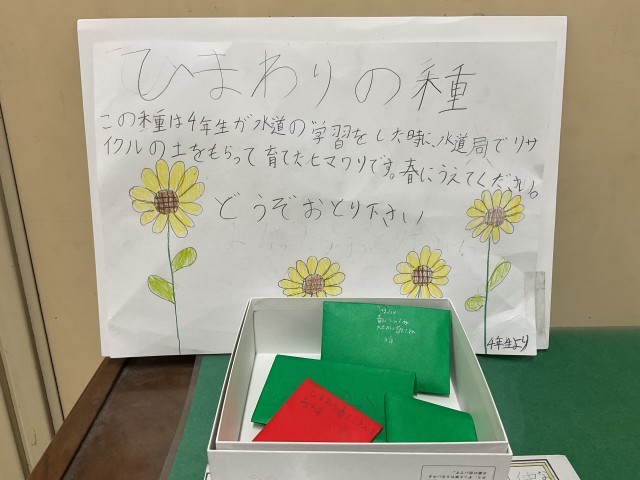 ひまわりの種
この種は4年生が水道の学習をした時に、水道局でリサ
イクルの土をもらって育てたヒマワリです。春にうえてください。
どうぞおとり下さい
4年生より